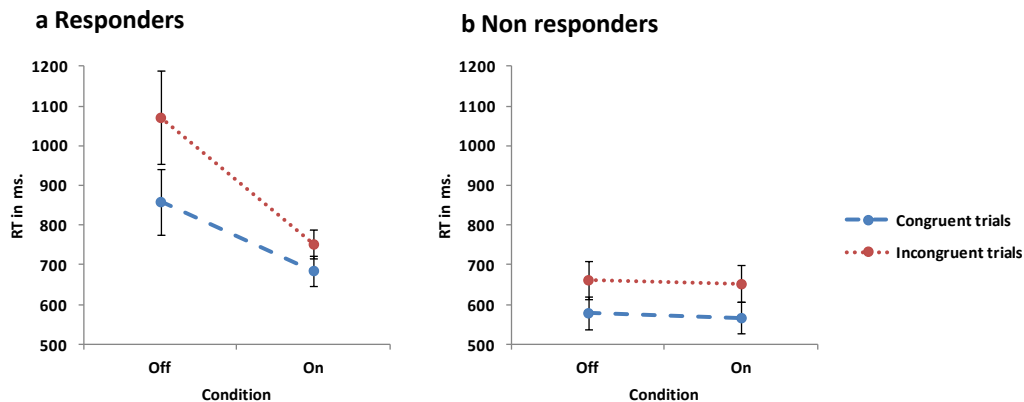 a Responders
1200
1100
1000
900
800
700
600
500
RT in ms.
Off
On
Condition
b Non responders
1200
1100
1000
900
800
700
600
500
RT in ms.
Off
On
Condition
Congruent trials
Incongruent trials